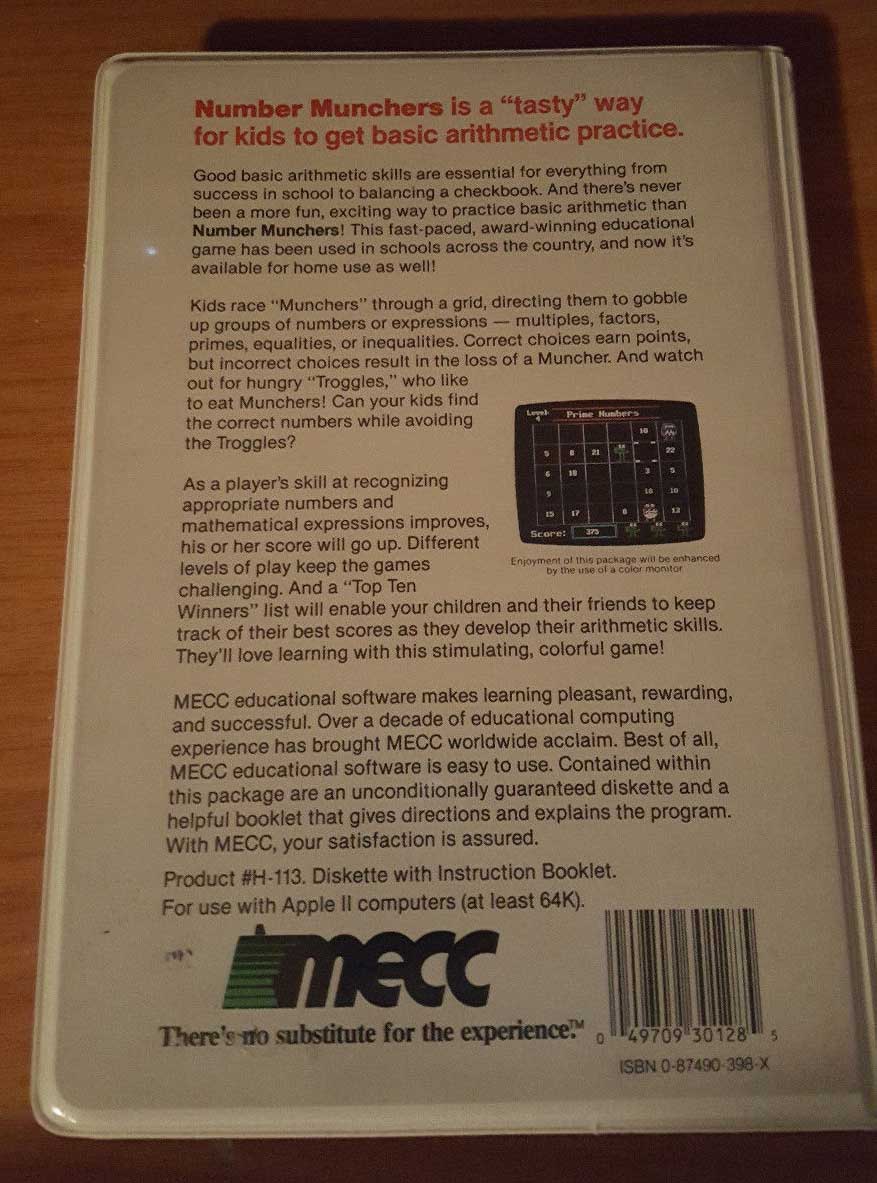 Number Munchers is a “tasty” way
for kids to get basic arithmetic practice.
Good basic arithmetic skills are essential for everything from
success in school to balancing a checkbook. And there's never
been a more fun, exciting way to practice basic arithmetic than
Number Munchers! This fast-paced, award-winning educational
game has been used in schools across the country, and now it's
available for home use as well!
Kids race “Munchers” through a grid, directing them to gobble
up groups of numbers or expressions — multiples, factors,
primes, equalities, or inequalities. Correct choices earn points,
but incorrect choices result in the loss of a Muncher. And watch
out for hungry “Troggles,” who like
to eat Munchers! Can your kids find
the correct numbers while avoiding
the Troggles?
Level: Prime Numbers
4
5 8 21 22
6 18 3 5
9
15 17 12
Score: 375
Enjoyment of this package will be enhanced
by the use of a color monitor
As a player's skill at recognizing
appropriate numbers and
mathematical expressions improves,
his or her score will go up. Different
levels of play keep the games
challenging. And a “Top Ten
Winners” list will enable your children and their friends to keep
track of their best scores as they develop their arithmetic skills.
They'll love learning with this stimulating, colorful game!
MECC educational software makes learning pleasant, rewarding,
and successful. Over a decade of educational computing
experience has brought MECC worldwide acclaim. Best of all,
MECC educational software is easy to use. Contained within
this package are an unconditionally guaranteed diskette and a
helpful booklet that gives directions and explains the program.
With MECC, your satisfaction is assured.
Product #H-113. Diskette with Instruction Booklet.
For use with Apple II computers (at least 64K).
mecc
There's no substitute for the experience.™
0 49709 30128 5
ISBN 0-87490-398-X